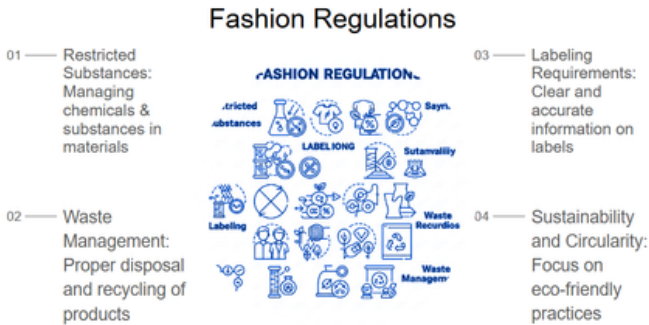 Fashion Regulations
01
Restricted
Substances:
Managing
chemicals &
substances in
materials
02
Waste
Management:
Proper disposal
and recycling of
products
ASHION REGULATION
tricted
ubstances
Sayn.
LABEL IONG
Sutamvaliliy
Labeling
Waste
Recurdios
Waste
Managem
03
Labeling
Requirements:
Clear and
accurate
information on
labels
04
Sustainability
and Circularity:
Focus on
eco-friendly
practices